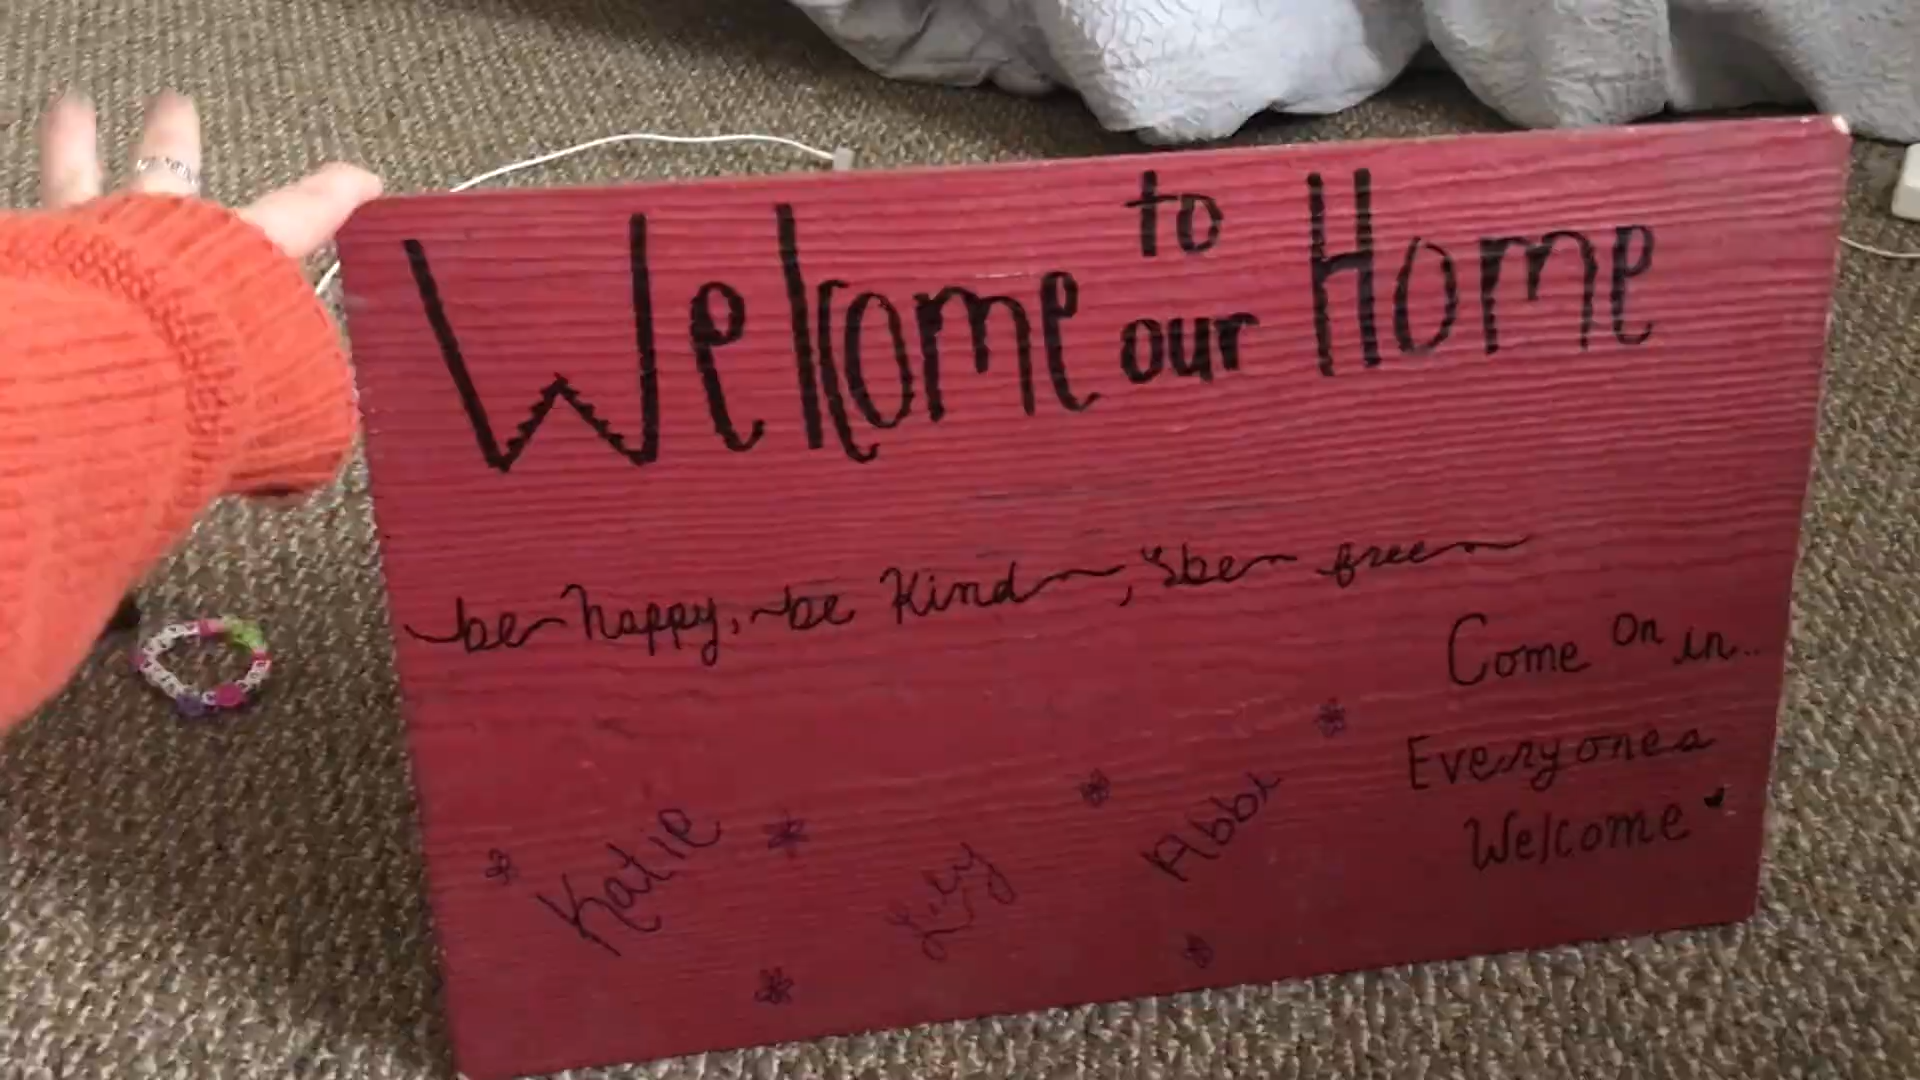 Welcome to our Home
be happy, be Kind, & be free
Come on in..
Everyones
Welcome
Katie
Lily
Abbi